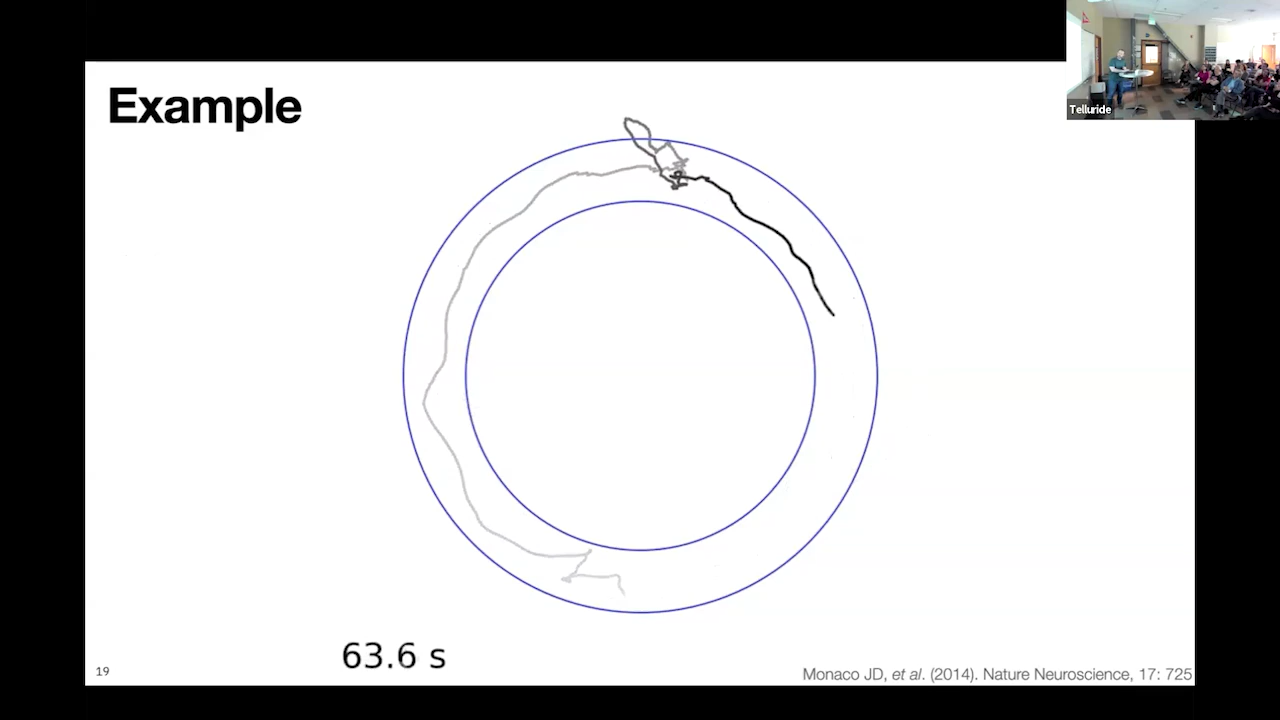 Example
Telluride
63.6 s
19
Monaco JD, et al. (2014). Nature Neuroscience, 17: 725